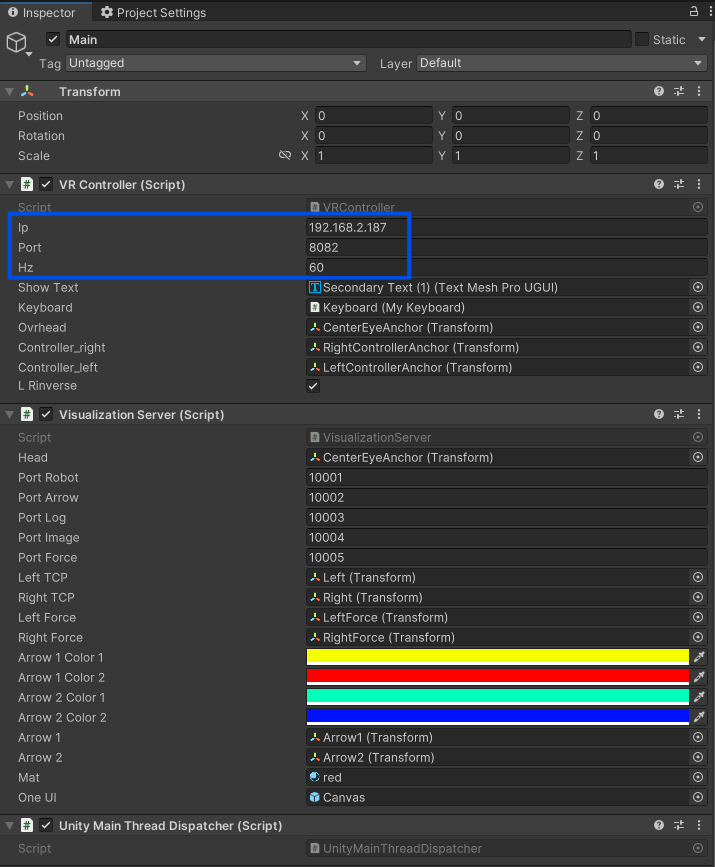 Inspector Project Settings
Main Static
Tag Untagged Layer Default
Transform
Position X 0 Y 0 Z 0
Rotation X 0 Y 0 Z 0
Scale X 1 Y 1 Z 1
# VR Controller (Script)
Script # VRController
Ip 192.168.2.187
Port 8082
Hz 60
Show Text T Secondary Text (1) (Text Mesh Pro UGUI)
Keyboard # Keyboard (My Keyboard)
Ovrhead CenterEyeAnchor (Transform)
Controller_right RightControllerAnchor (Transform)
Controller_left LeftControllerAnchor (Transform)
L Rinverse
# Visualization Server (Script)
Script # VisualizationServer
Head CenterEyeAnchor (Transform)
Port Robot 10001
Port Arrow 10002
Port Log 10003
Port Image 10004
Port Force 10005
Left TCP Left (Transform)
Right TCP Right (Transform)
Left Force LeftForce (Transform)
Right Force RightForce (Transform)
Arrow 1 Color 1
Arrow 1 Color 2
Arrow 2 Color 1
Arrow 2 Color 2
Arrow 1 Arrow1 (Transform)
Arrow 2 Arrow2 (Transform)
Mat red
One UI Canvas
# Unity Main Thread Dispatcher (Script)
Script # UnityMainThreadDispatcher